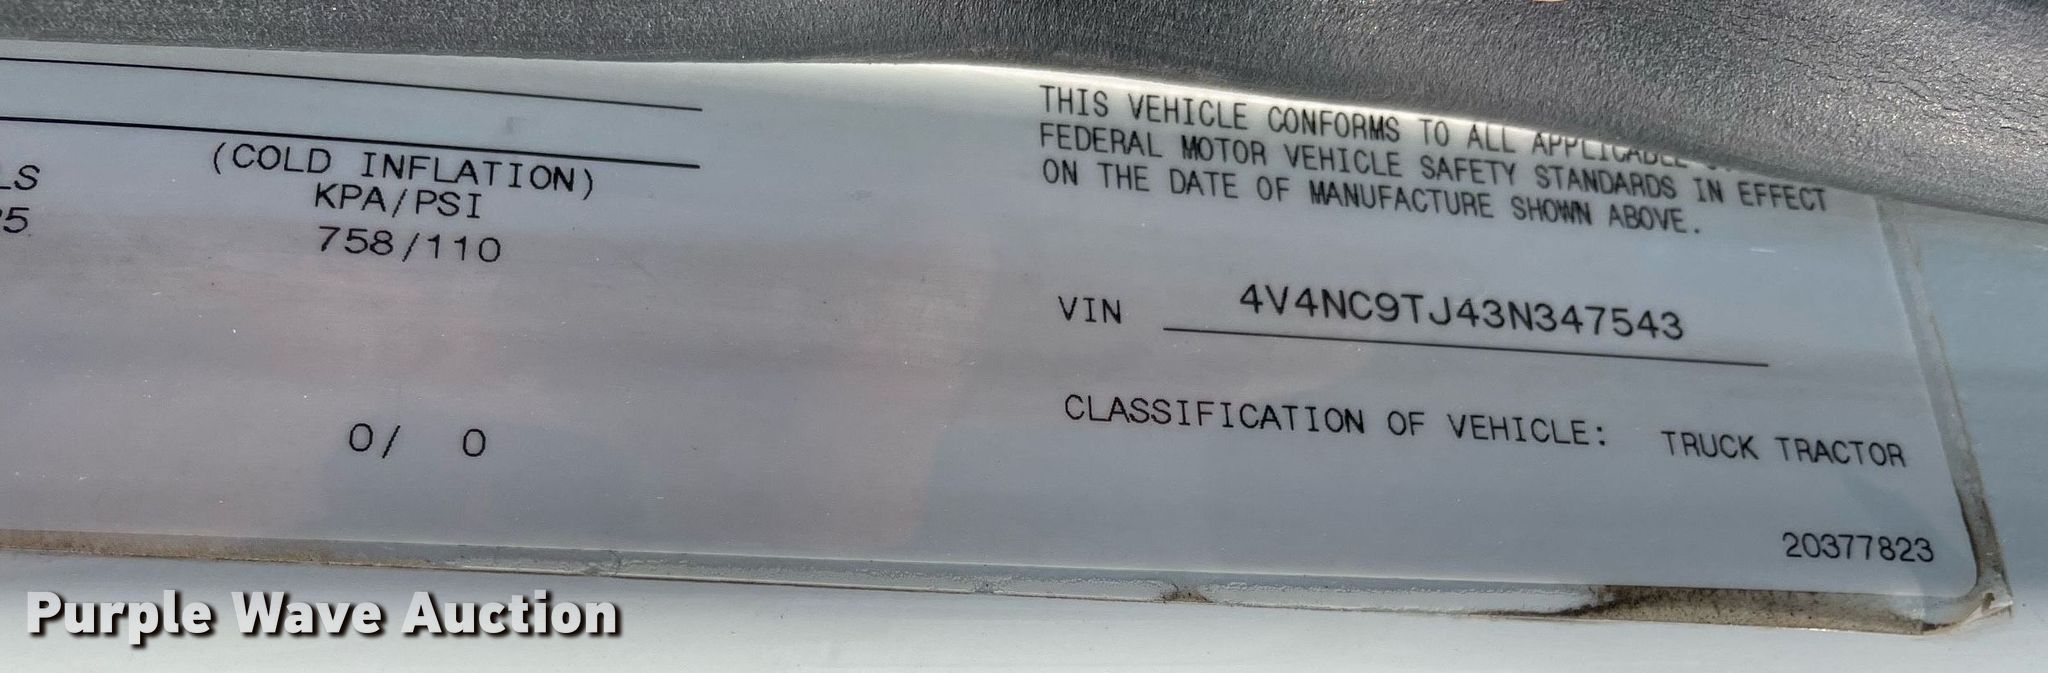 (COLD INFLATION)
LS KPA/PSI
758/110
0/ 0
THIS VEHICLE CONFORMS TO ALL APPLICABLE
FEDERAL MOTOR VEHICLE SAFETY STANDARDS IN EFFECT
ON THE DATE OF MANUFACTURE SHOWN ABOVE.
VIN 4V4NC9TJ43N347543
CLASSIFICATION OF VEHICLE: TRUCK TRACTOR
20377823
Purple Wave Auction